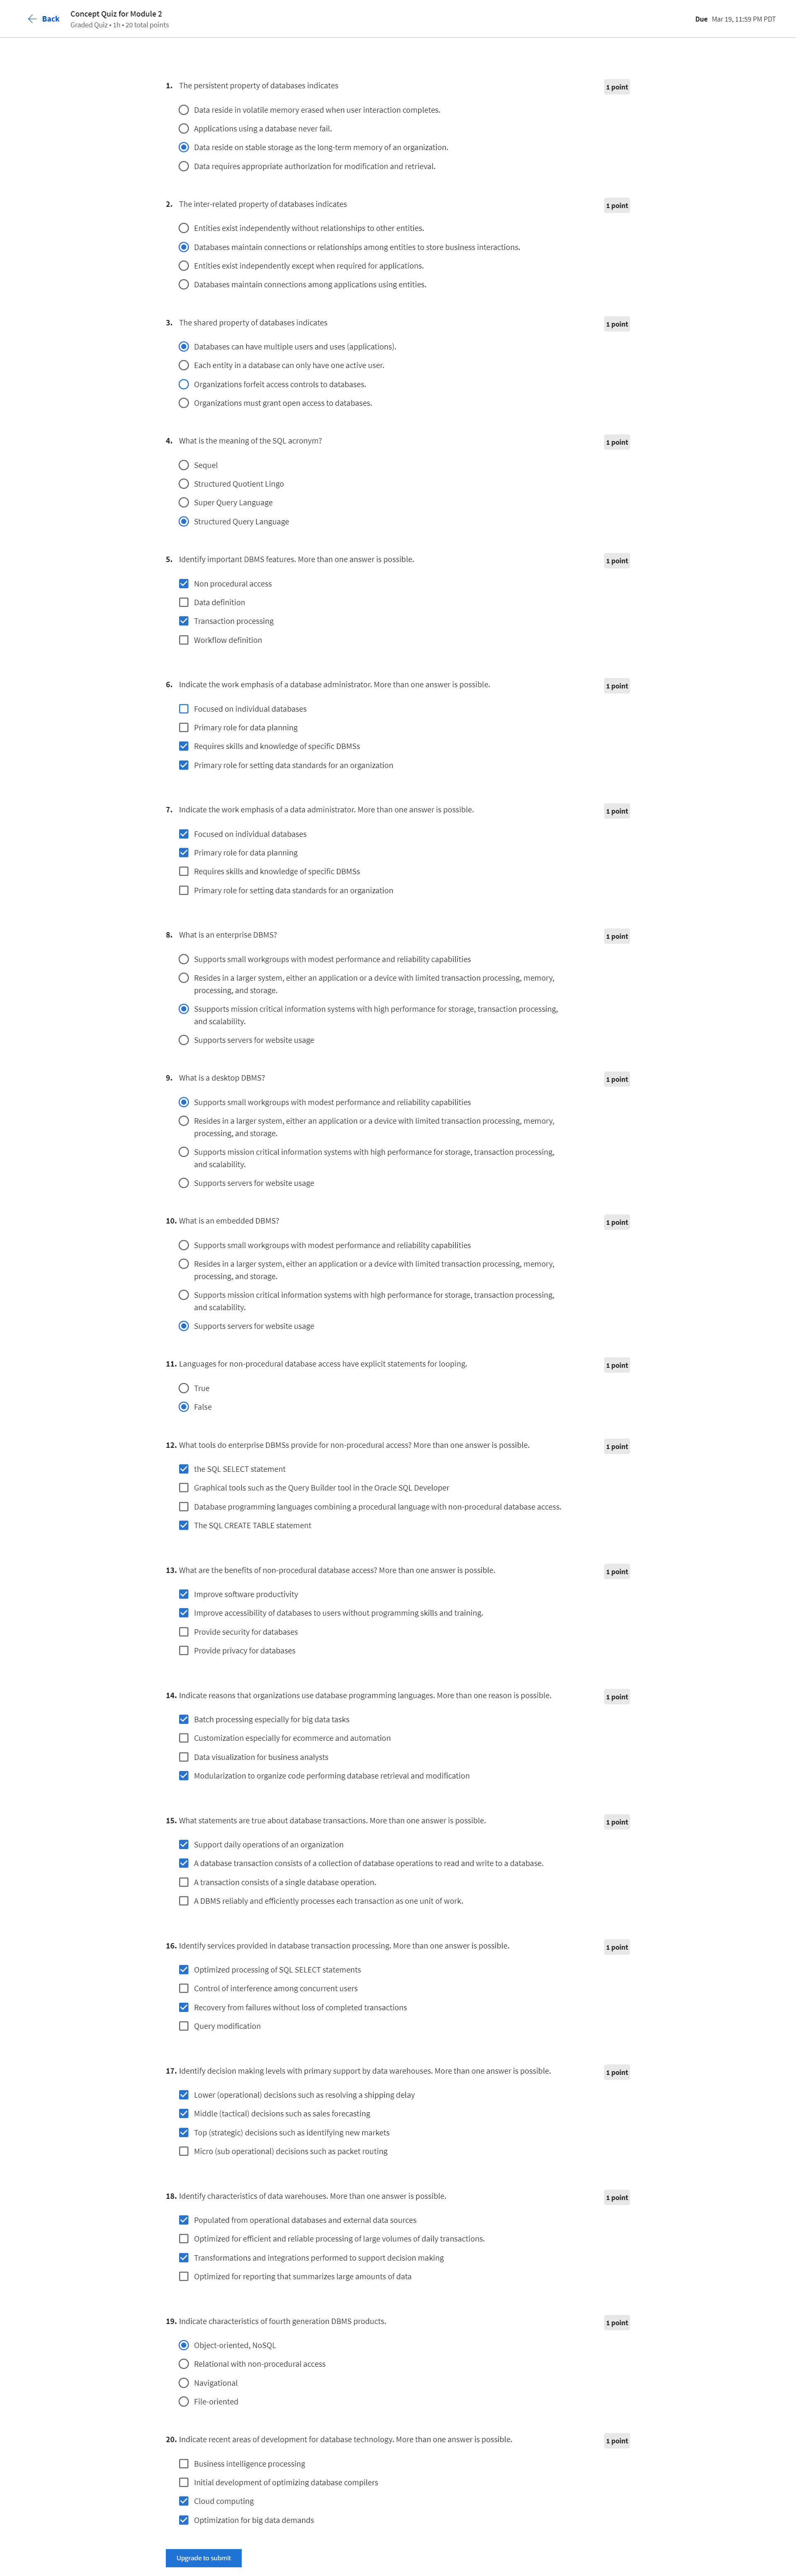 Back
Concept Quiz for Module 2
Graded Quiz • 1h • 20 total points
Due Mar 19, 11:59 PM PDT
1. The persistent property of databases indicates
1 point
Data reside in volatile memory erased when user interaction completes.
Applications using a database never fail.
Data reside on stable storage as the long-term memory of an organization.
Data requires appropriate authorization for modification and retrieval.
2. The inter-related property of databases indicates
1 point
Entities exist independently without relationships to other entities.
Databases maintain connections or relationships among entities to store business interactions.
Entities exist independently except when required for applications.
Databases maintain connections among applications using entities.
3. The shared property of databases indicates
1 point
Databases can have multiple users and uses (applications).
Each entity in a database can only have one active user.
Organizations forfeit access controls to databases.
Organizations must grant open access to databases.
4. What is the meaning of the SQL acronym?
1 point
Sequel
Structured Quotient Lingo
Super Query Language
Structured Query Language
5. Identify important DBMS features. More than one answer is possible.
1 point
Non procedural access
Data definition
Transaction processing
Workflow definition
6. Indicate the work emphasis of a database administrator. More than one answer is possible.
1 point
Focused on individual databases
Primary role for data planning
Requires skills and knowledge of specific DBMSs
Primary role for setting data standards for an organization
7. Indicate the work emphasis of a data administrator. More than one answer is possible.
1 point
Focused on individual databases
Primary role for data planning
Requires skills and knowledge of specific DBMSs
Primary role for setting data standards for an organization
8. What is an enterprise DBMS?
1 point
Supports small workgroups with modest performance and reliability capabilities
Resides in a larger system, either an application or a device with limited transaction processing, memory,
processing, and storage.
Ssupports mission critical information systems with high performance for storage, transaction processing,
and scalability.
Supports servers for website usage
9. What is a desktop DBMS?
1 point
Supports small workgroups with modest performance and reliability capabilities
Resides in a larger system, either an application or a device with limited transaction processing, memory,
processing, and storage.
Supports mission critical information systems with high performance for storage, transaction processing,
and scalability.
Supports servers for website usage
10. What is an embedded DBMS?
1 point
Supports small workgroups with modest performance and reliability capabilities
Resides in a larger system, either an application or a device with limited transaction processing, memory,
processing, and storage.
Supports mission critical information systems with high performance for storage, transaction processing,
and scalability.
Supports servers for website usage
11. Languages for non-procedural database access have explicit statements for looping.
1 point
True
False
12. What tools do enterprise DBMSs provide for non-procedural access? More than one answer is possible.
1 point
the SQL SELECT statement
Graphical tools such as the Query Builder tool in the Oracle SQL Developer
Database programming languages combining a procedural language with non-procedural database access.
The SQL CREATE TABLE statement
13. What are the benefits of non-procedural database access? More than one answer is possible.
1 point
Improve software productivity
Improve accessibility of databases to users without programming skills and training.
Provide security for databases
Provide privacy for databases
14. Indicate reasons that organizations use database programming languages. More than one reason is possible.
1 point
Batch processing especially for big data tasks
Customization especially for ecommerce and automation
Data visualization for business analysts
Modularization to organize code performing database retrieval and modification
15. What statements are true about database transactions. More than one answer is possible.
1 point
Support daily operations of an organization
A database transaction consists of a collection of database operations to read and write to a database.
A transaction consists of a single database operation.
A DBMS reliably and efficiently processes each transaction as one unit of work.
16. Identify services provided in database transaction processing. More than one answer is possible.
1 point
Optimized processing of SQL SELECT statements
Control of interference among concurrent users
Recovery from failures without loss of completed transactions
Query modification
17. Identify decision making levels with primary support by data warehouses. More than one answer is possible.
1 point
Lower (operational) decisions such as resolving a shipping delay
Middle (tactical) decisions such as sales forecasting
Top (strategic) decisions such as identifying new markets
Micro (sub operational) decisions such as packet routing
18. Identify characteristics of data warehouses. More than one answer is possible.
1 point
Populated from operational databases and external data sources
Optimized for efficient and reliable processing of large volumes of daily transactions.
Transformations and integrations performed to support decision making
Optimized for reporting that summarizes large amounts of data
19. Indicate characteristics of fourth generation DBMS products.
1 point
Object-oriented, NoSQL
Relational with non-procedural access
Navigational
File-oriented
20. Indicate recent areas of development for database technology. More than one answer is possible.
1 point
Business intelligence processing
Initial development of optimizing database compilers
Cloud computing
Optimization for big data demands
Upgrade to submit